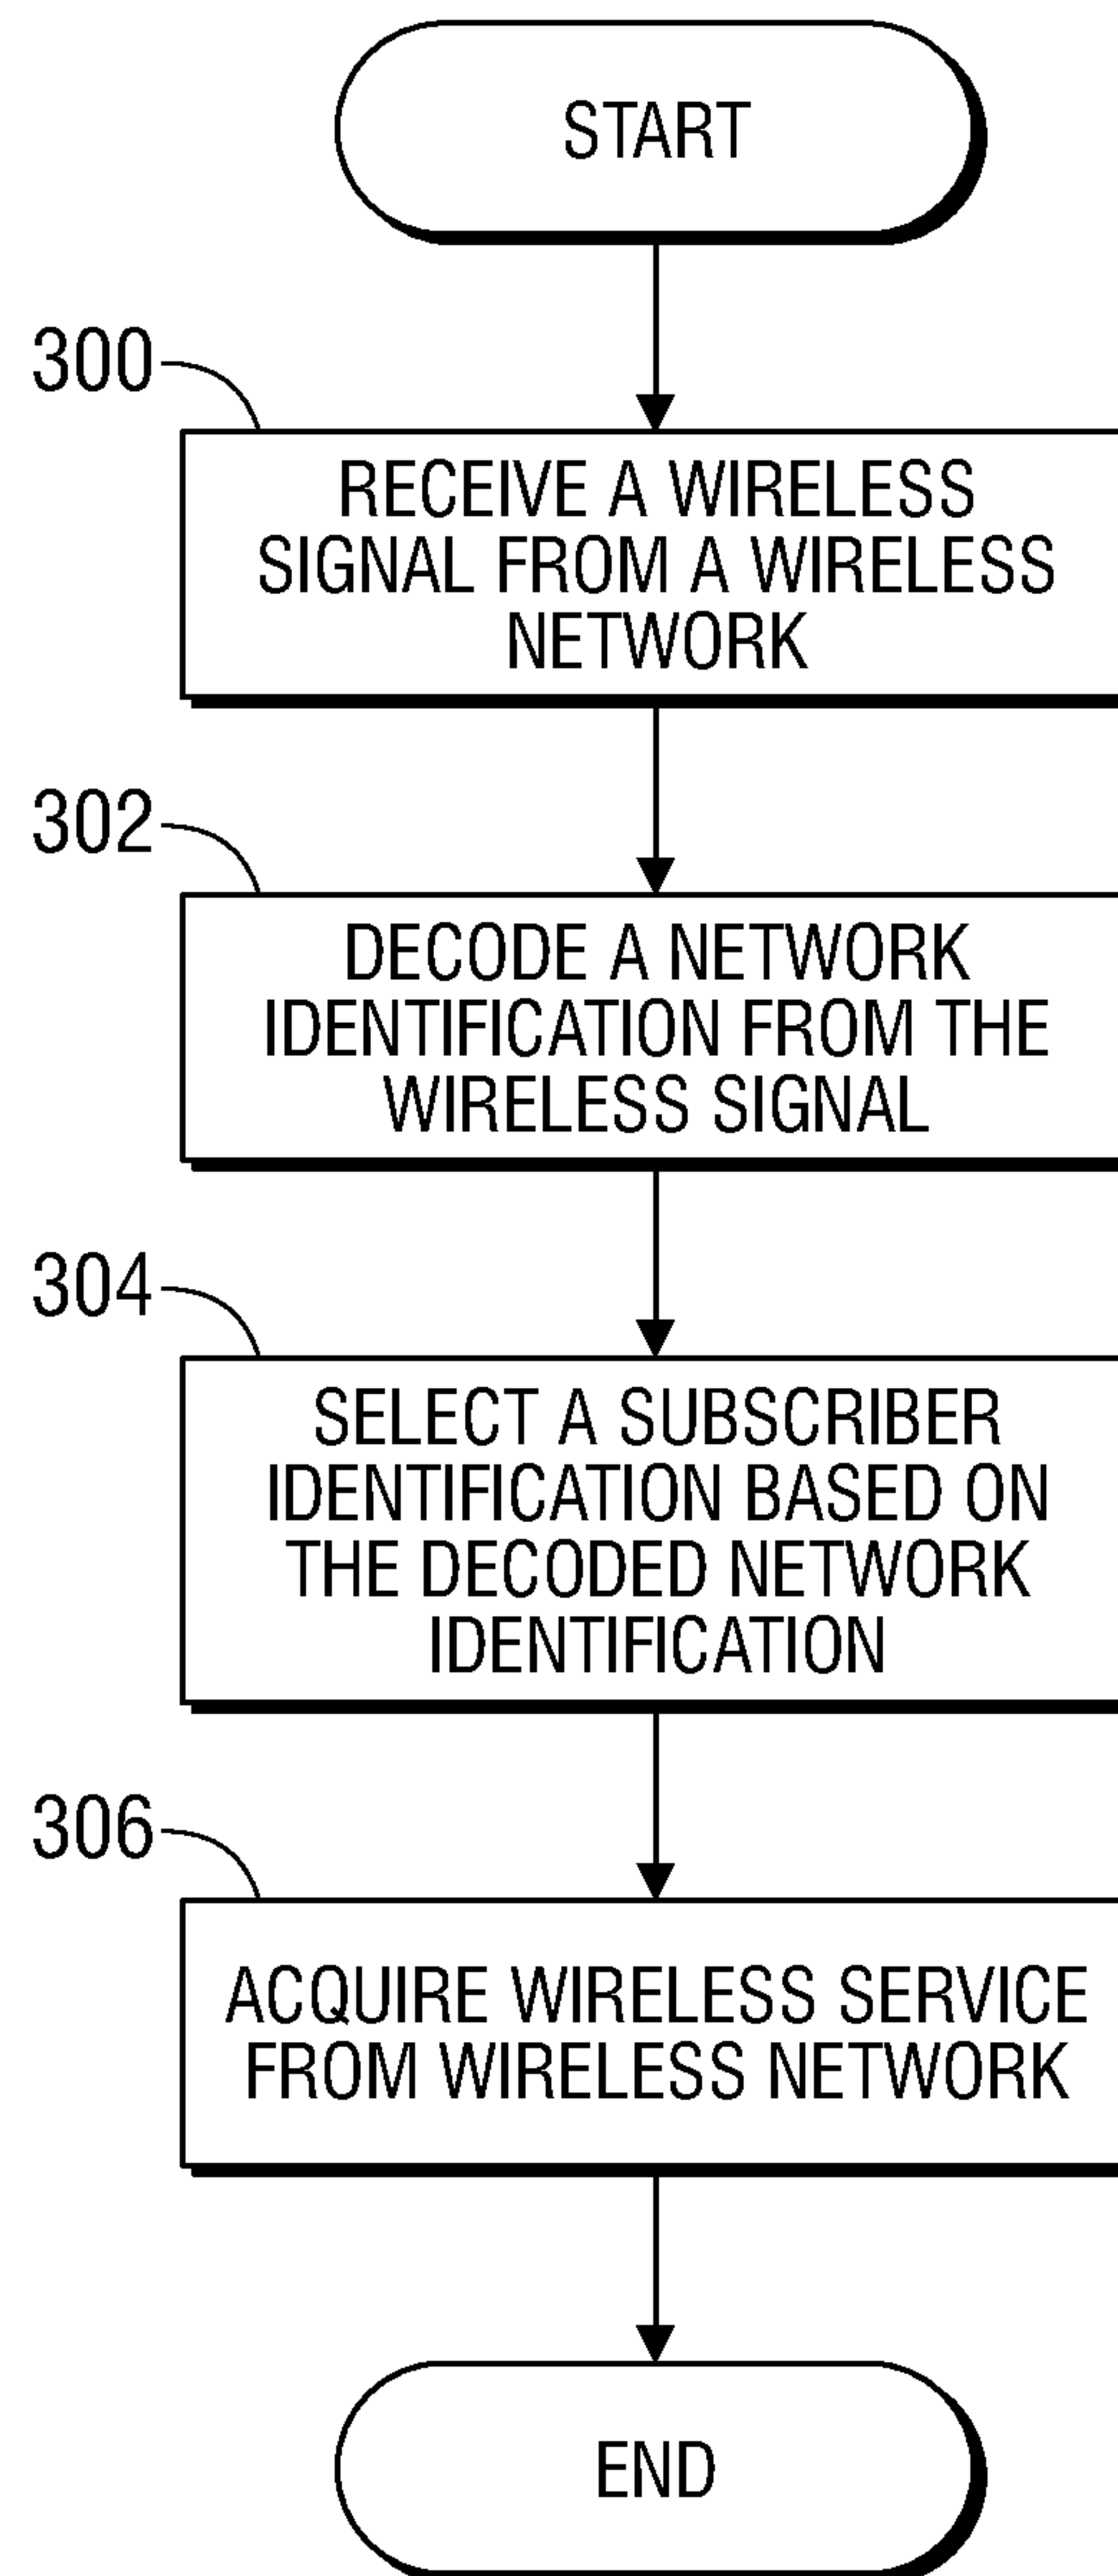 START
300
RECEIVE A WIRELESS
SIGNAL FROM A WIRELESS
NETWORK
302
DECODE A NETWORK
IDENTIFICATION FROM THE
WIRELESS SIGNAL
304
SELECT A SUBSCRIBER
IDENTIFICATION BASED ON
THE DECODED NETWORK
IDENTIFICATION
306
ACQUIRE WIRELESS SERVICE
FROM WIRELESS NETWORK
END